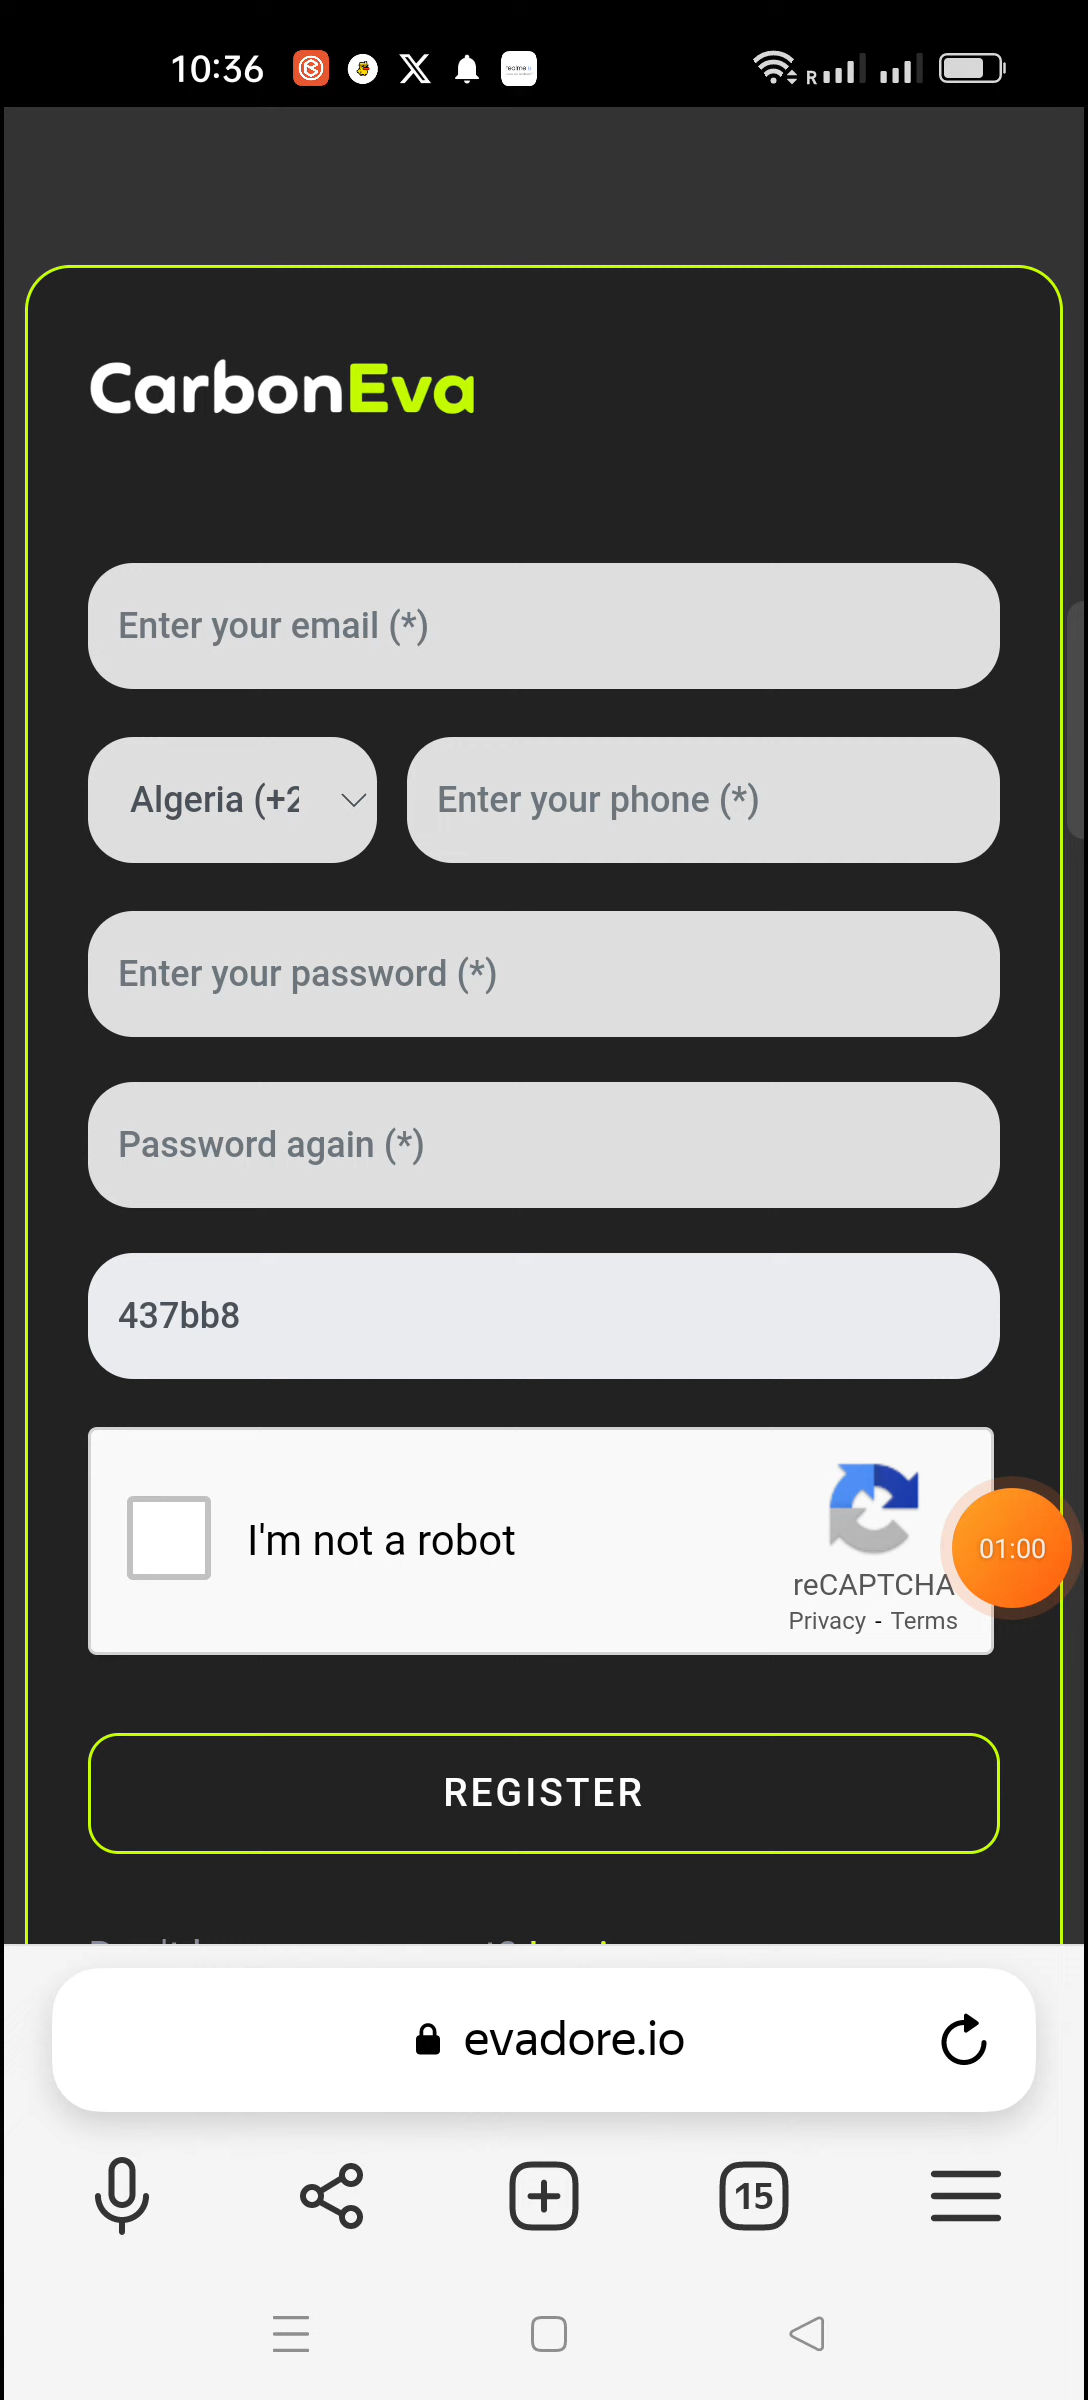 10:36
R
CarbonEva
Enter your email (*)
Algeria (+2
Enter your phone (*)
Enter your password (*)
Password again (*)
437bb8
I'm not a robot
reCAPTCHA
Privacy - Terms
01:00
REGISTER
evadore.io
15